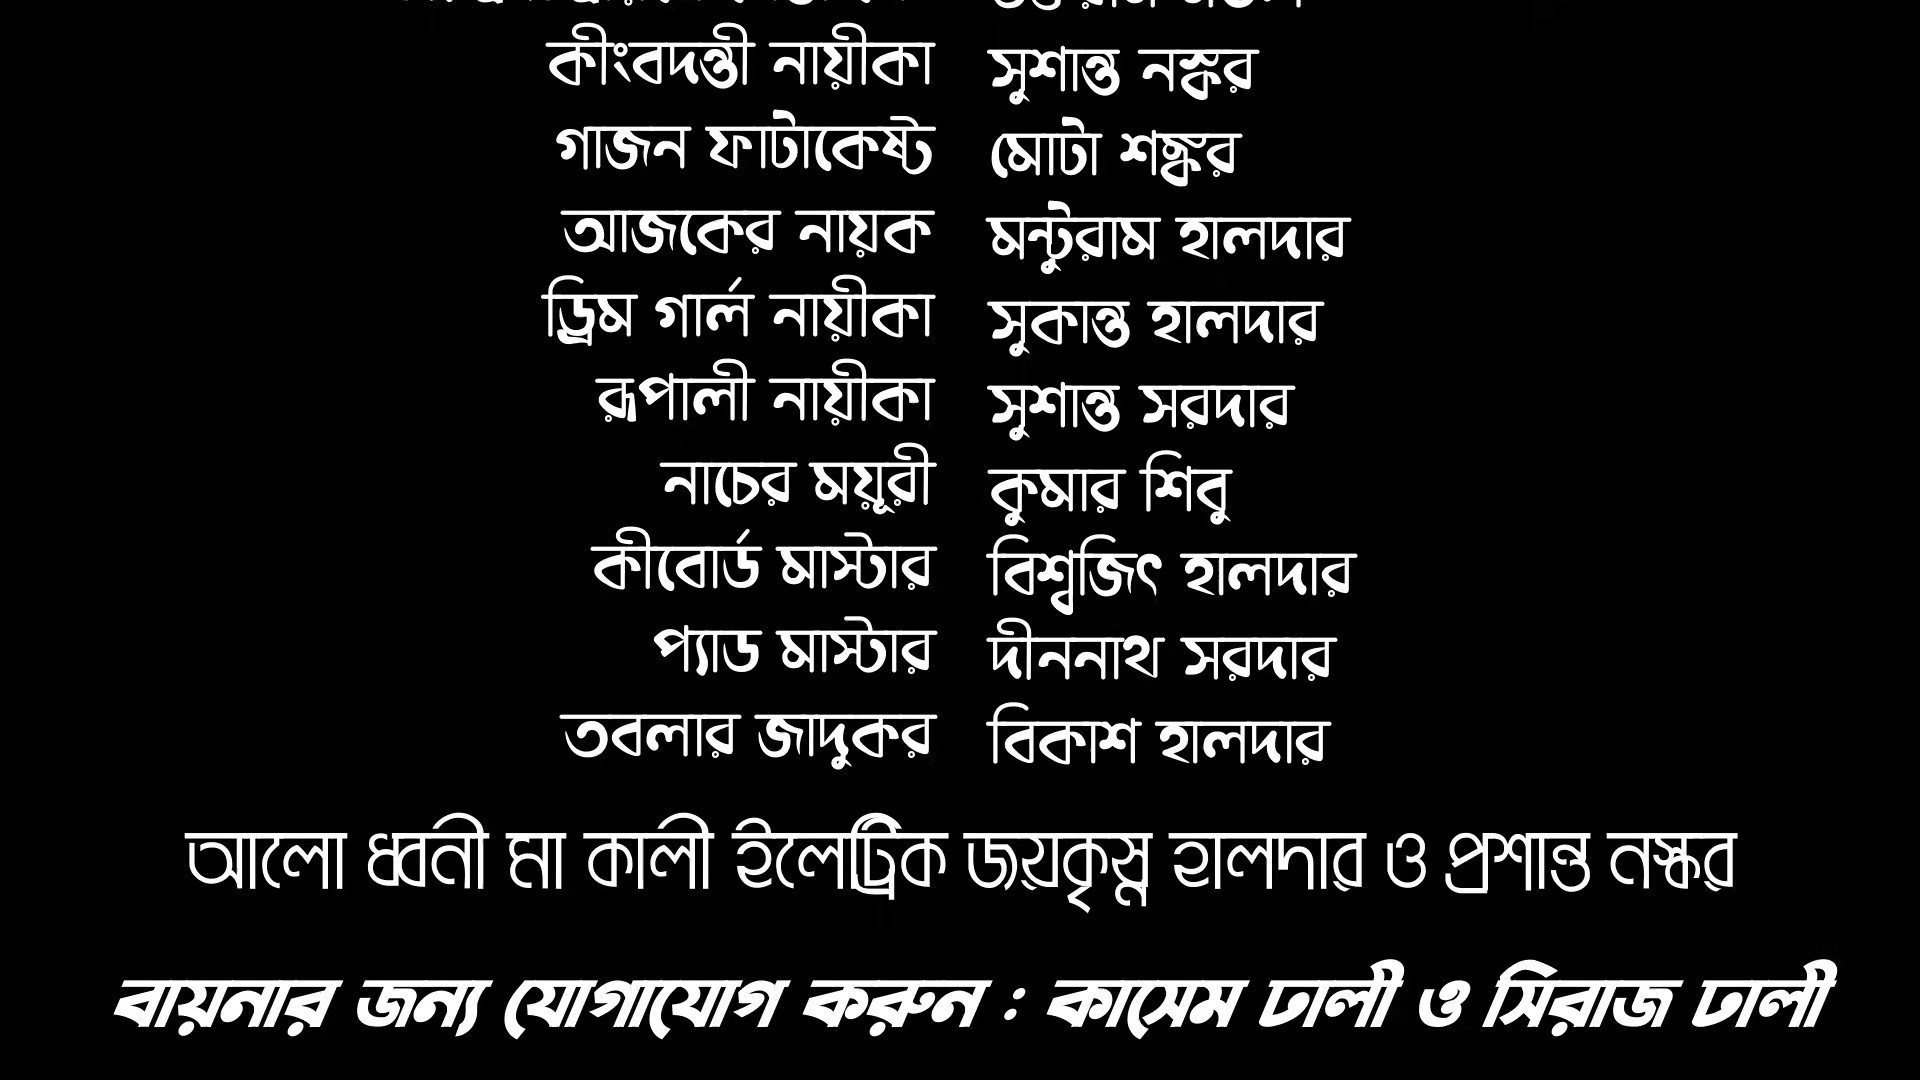 কীংবদন্তী নায়ীকা সুশান্ত নস্কর
গাজন ফাটাকেষ্ট মোটা শঙ্কর
আজকের নায়ক মন্টুরাম হালদার
ড্রিম গার্ল নায়ীকা সুকান্ত হালদার
রূপালী নায়ীকা সুশান্ত সরদার
নাচের ময়ূরী কুমার শিবু
কীবোর্ড মাস্টার বিশ্বজিৎ হালদার
প্যাড মাস্টার দীননাথ সরদার
তবলার জাদুকর বিকাশ হালদার
আলো ধ্বনী মা কালী ইলেট্রিক জয়কৃষ্ণ হালদার ও প্রশান্ত নস্কর
বায়নার জন্য যোগাযোগ করুন : কাসেম ঢালী ও সিরাজ ঢালী